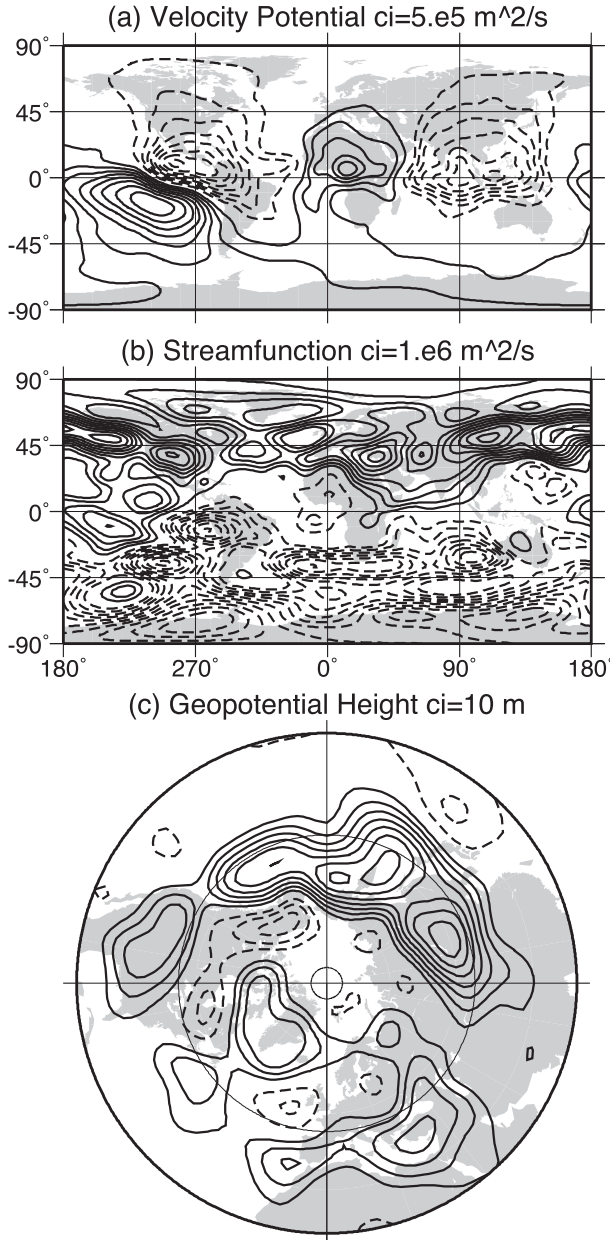 (a) Velocity Potential ci=5.e5 m^2/s
90°
45°
0°
-45°
-90°
(b) Streamfunction ci=1.e6 m^2/s
90°
45°
0°
-45°
-90°
180° 270° 0° 90° 180°
(c) Geopotential Height ci=10 m